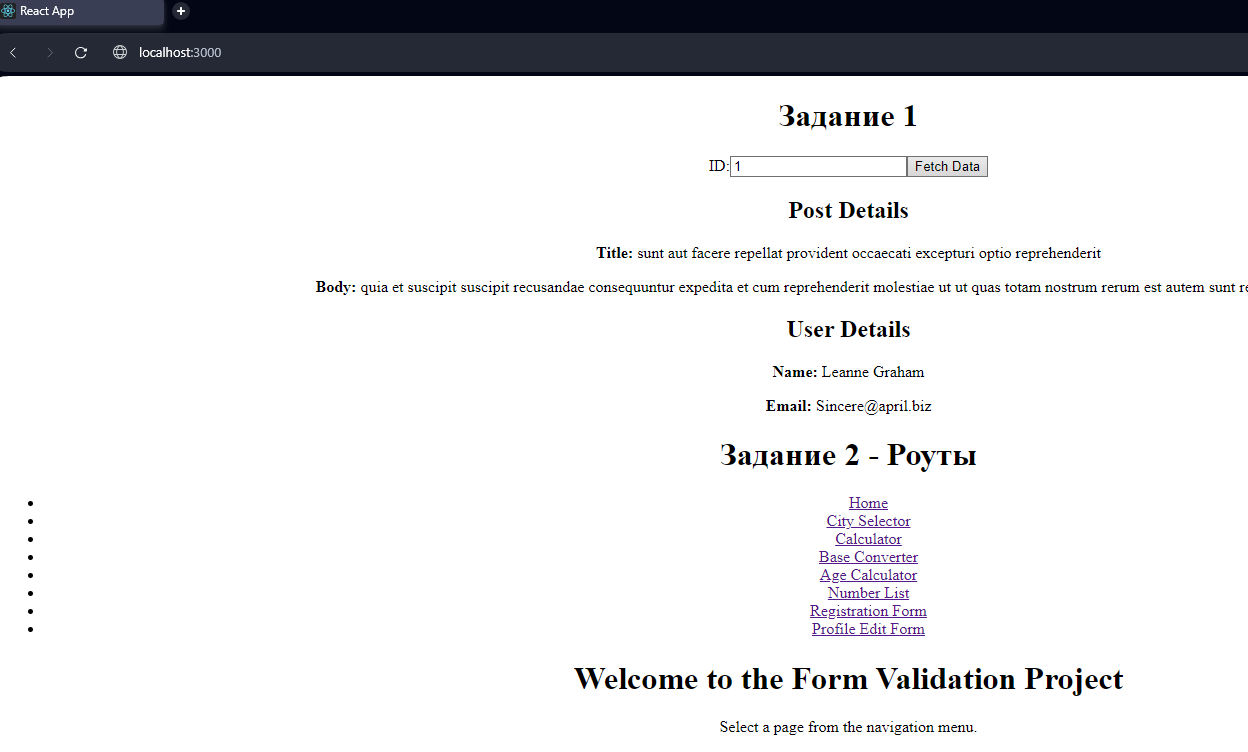 React App
localhost:3000
Задание 1
ID: 1 Fetch Data
Post Details
Title: sunt aut facere repellat provident occaecati excepturi optio reprehenderit
Body: quia et suscipit suscipit recusandae consequuntur expedita et cum reprehenderit molestiae ut ut quas totam nostrum rerum est autem sunt re
User Details
Name: Leanne Graham
Email: Sincere@april.biz
Задание 2 - Роуты
Home
City Selector
Calculator
Base Converter
Age Calculator
Number List
Registration Form
Profile Edit Form
Welcome to the Form Validation Project
Select a page from the navigation menu.